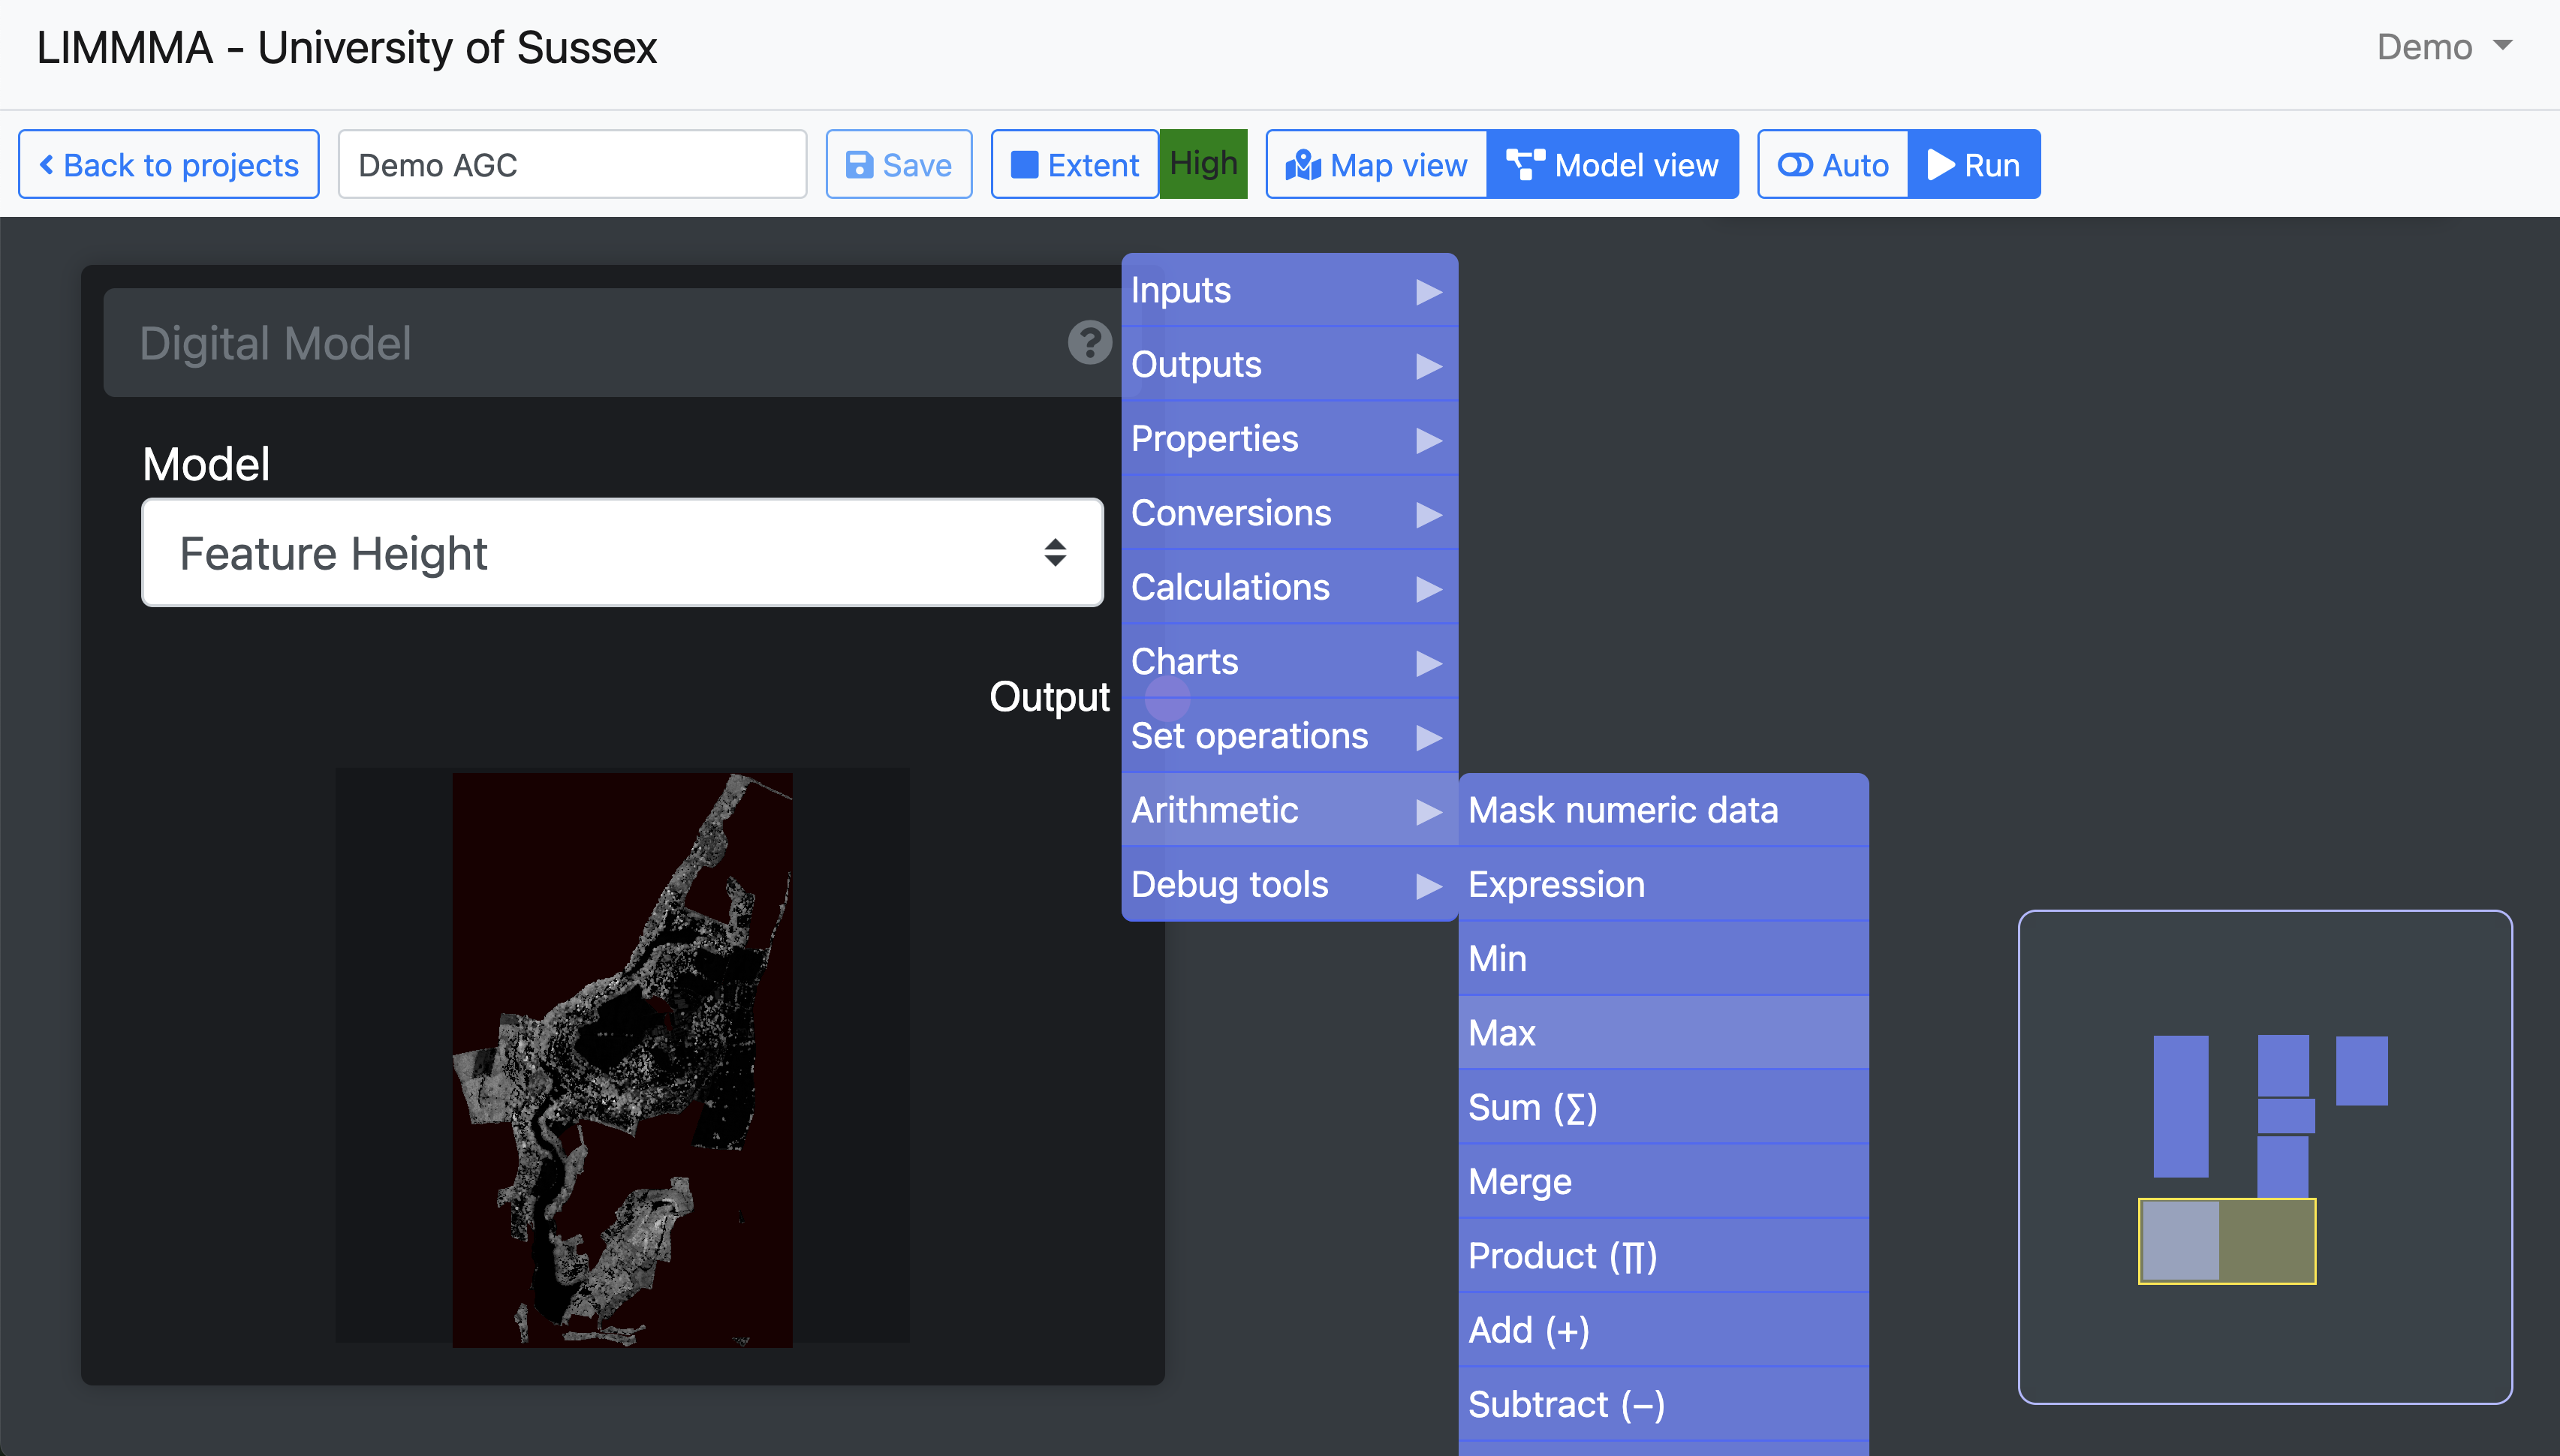 LIMMMA - University of Sussex
Demo
Back to projects
Demo AGC
Save
Extent
High
Map view
Model view
Auto
Run
Digital Model
?
Model
Feature Height
Output
Inputs
Outputs
Properties
Conversions
Calculations
Charts
Set operations
Arithmetic
Debug tools
Mask numeric data
Expression
Min
Max
Sum (∑)
Merge
Product (∏)
Add (+)
Subtract (−)